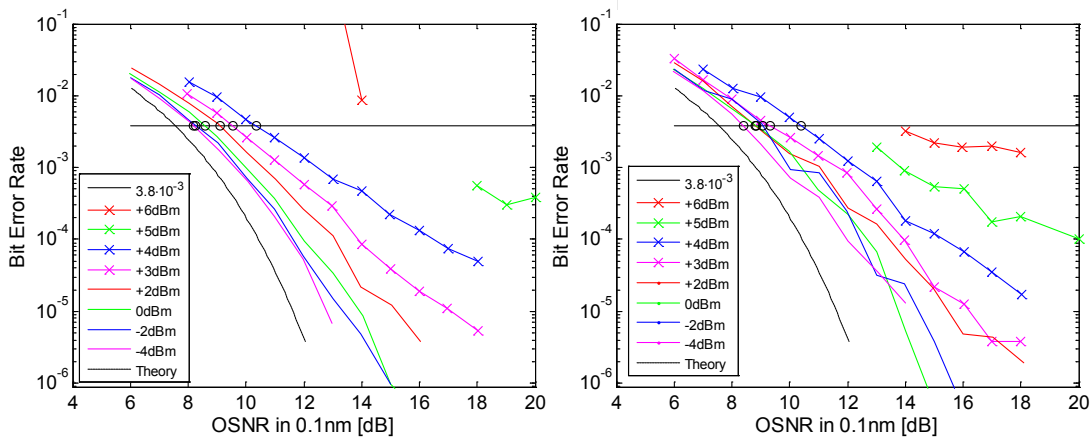 10⁻¹
10⁻²
10⁻³
10⁻⁴
10⁻⁵
10⁻⁶
Bit Error Rate
3.8·10⁻³
+6dBm
+5dBm
+4dBm
+3dBm
+2dBm
0dBm
-2dBm
-4dBm
Theory
4 6 8 10 12 14 16 18 20
OSNR in 0.1nm [dB]
10⁻¹
10⁻²
10⁻³
10⁻⁴
10⁻⁵
10⁻⁶
Bit Error Rate
3.8·10⁻³
+6dBm
+5dBm
+4dBm
+3dBm
+2dBm
0dBm
-2dBm
-4dBm
Theory
4 6 8 10 12 14 16 18 20
OSNR in 0.1nm [dB]